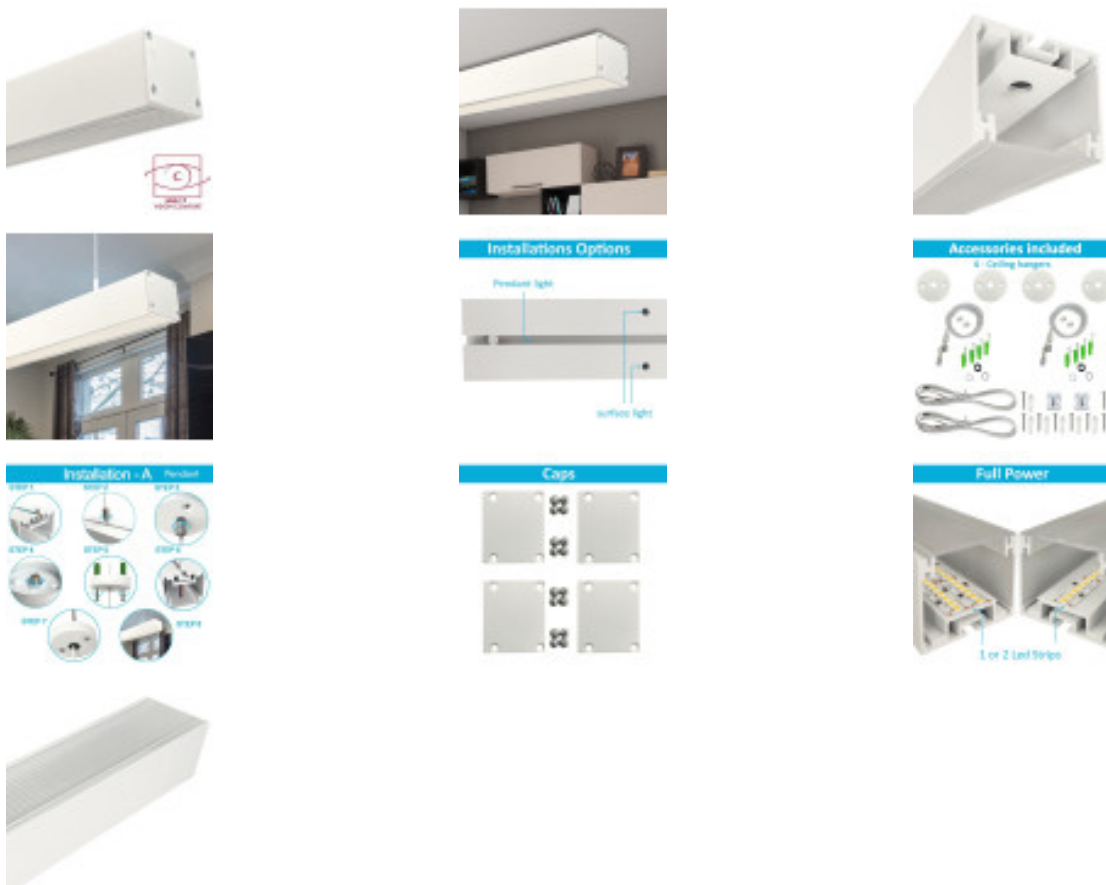 Installations Options
Pendant light
surface light
Accessories included
4 - Ceiling hangers
Installation - A Pendant
STEP 1
STEP 2
STEP 3
STEP 4
STEP 5
STEP 6
STEP 7
STEP 8
Caps
Full Power
1 or 2 Led Strips